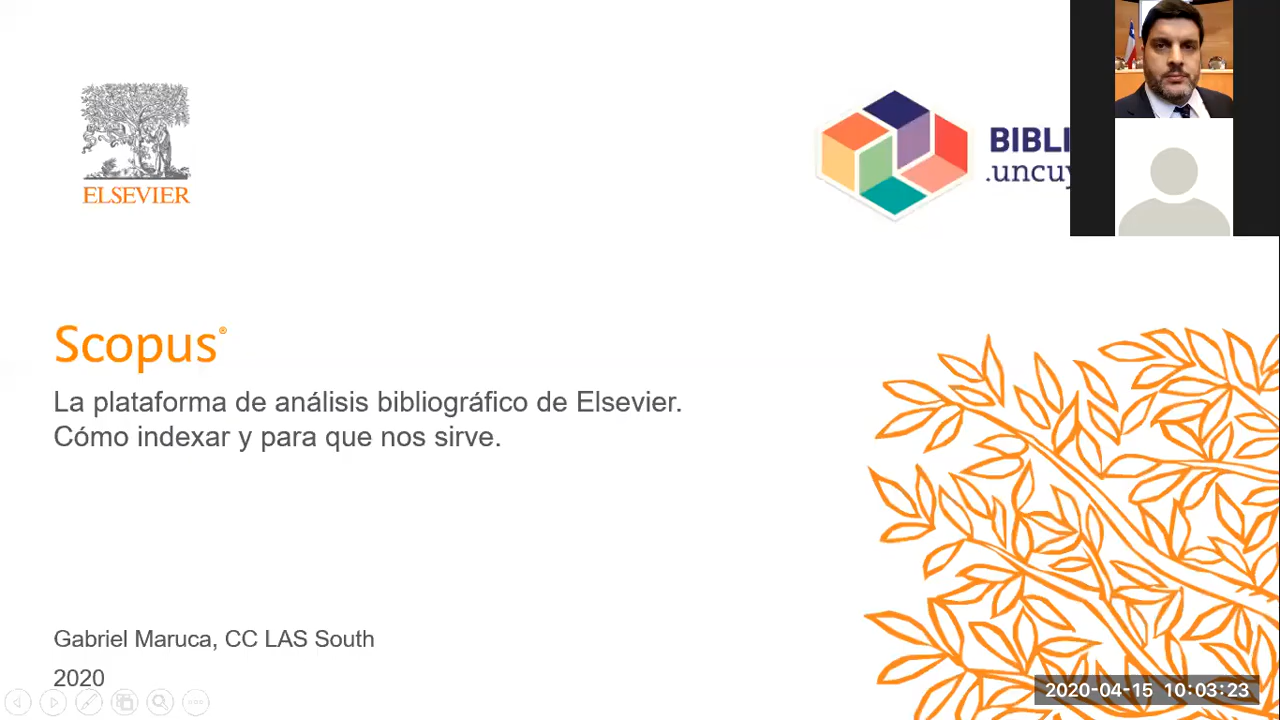 ELSEVIER
BIBLI
.uncuy
Scopus®
La plataforma de análisis bibliográfico de Elsevier.
Cómo indexar y para que nos sirve.
Gabriel Maruca, CC LAS South
2020
2020-04-15 10:03:23